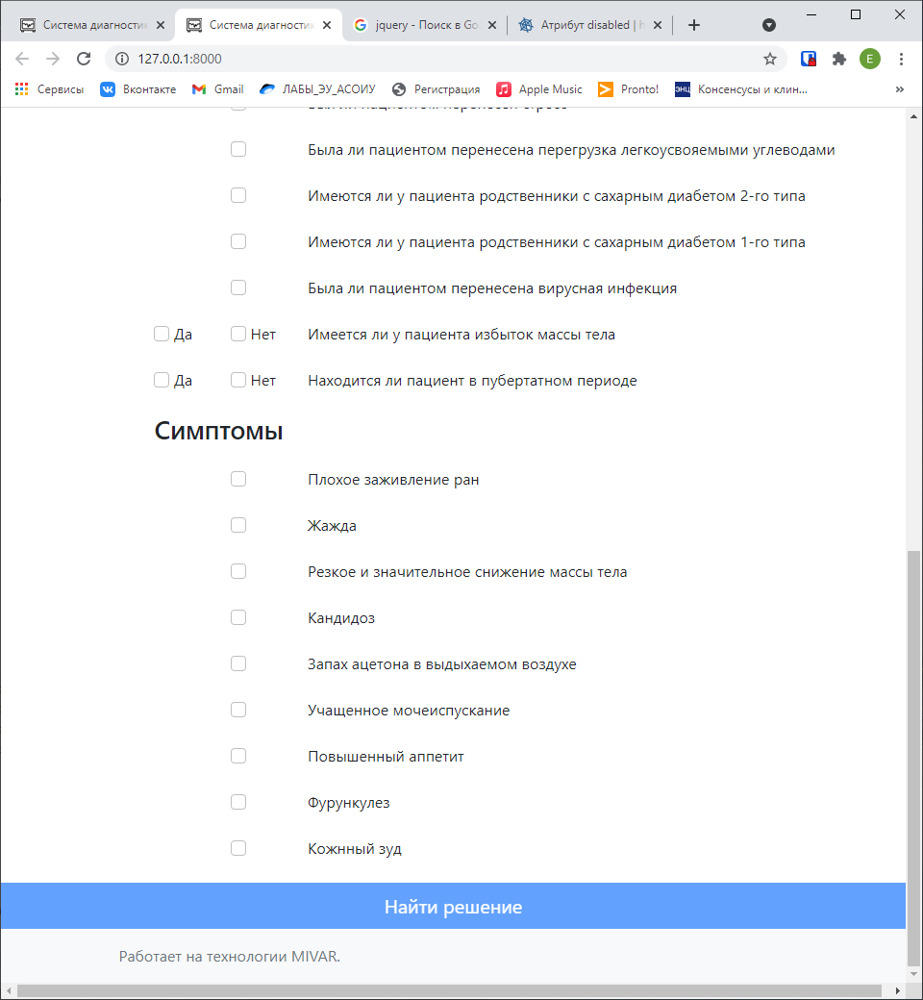 Система диагностик
Система диагностик
jquery - Поиск в Go
Атрибут disabled | h
127.0.0.1:8000
E
Сервисы
Вконтакте
Gmail
ЛАБЫ_ЭУ_АСОИУ
Регистрация
Apple Music
Pronto!
ЭНЦ
Консенсусы и клин...
»
Была ли пациентом перенесена перегрузка легкоусвояемыми углеводами
Имеются ли у пациента родственники с сахарным диабетом 2-го типа
Имеются ли у пациента родственники с сахарным диабетом 1-го типа
Была ли пациентом перенесена вирусная инфекция
Да Нет Имеется ли у пациента избыток массы тела
Да Нет Находится ли пациент в пубертатном периоде
Симптомы
Плохое заживление ран
Жажда
Резкое и значительное снижение массы тела
Кандидоз
Запах ацетона в выдыхаемом воздухе
Учащенное мочеиспускание
Повышенный аппетит
Фурункулез
Кожнный зуд
Найти решение
Работает на технологии MIVAR.